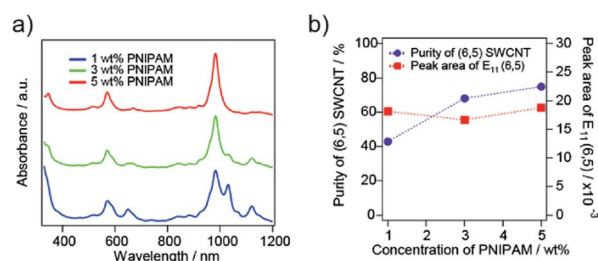 a)
1 wt% PNIPAM
3 wt% PNIPAM
5 wt% PNIPAM
Absorbance / a.u.
400 600 800 1000 1200
Wavelength / nm
b)
Purity of (6,5) SWCNT
Peak area of E₁₁(6,5)
Purity of (6,5) SWCNT / %
100
80
60
40
20
0
1 2 3 4 5
Concentration of PNIPAM / wt%
30
25
20
15
10
5
0
Peak area of E₁₁(6,5) / x10⁻³